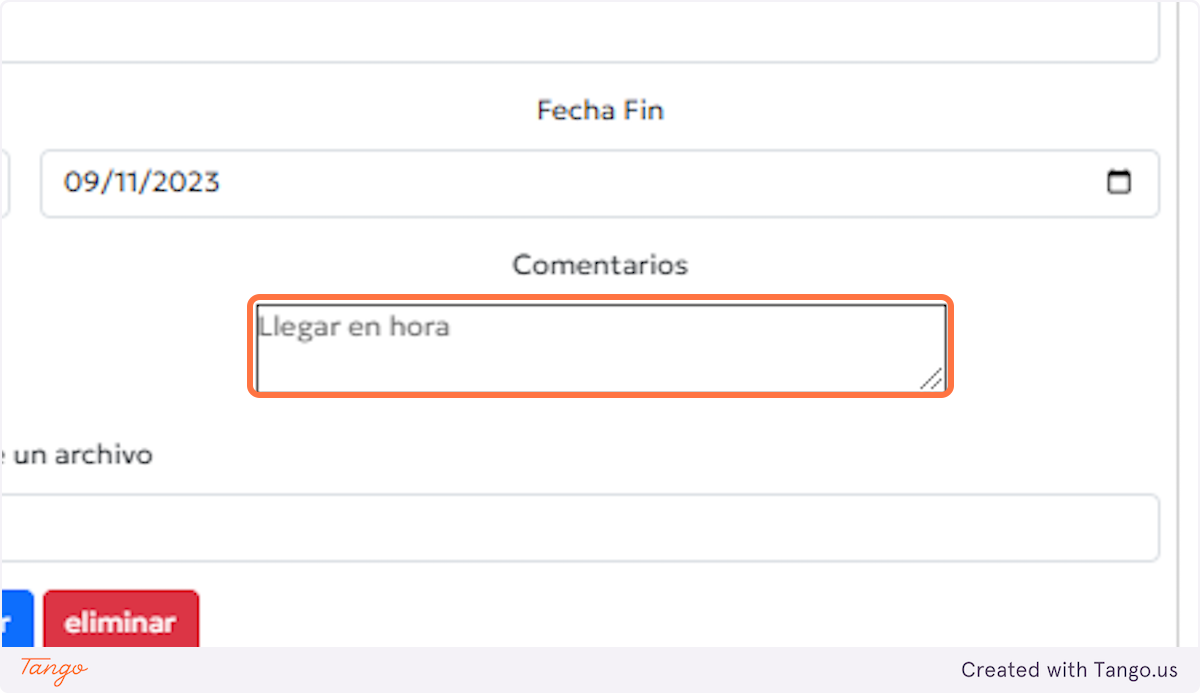 Fecha Fin
09/11/2023
Comentarios
Llegar en hora
un archivo
eliminar
Tango
Created with Tango.us